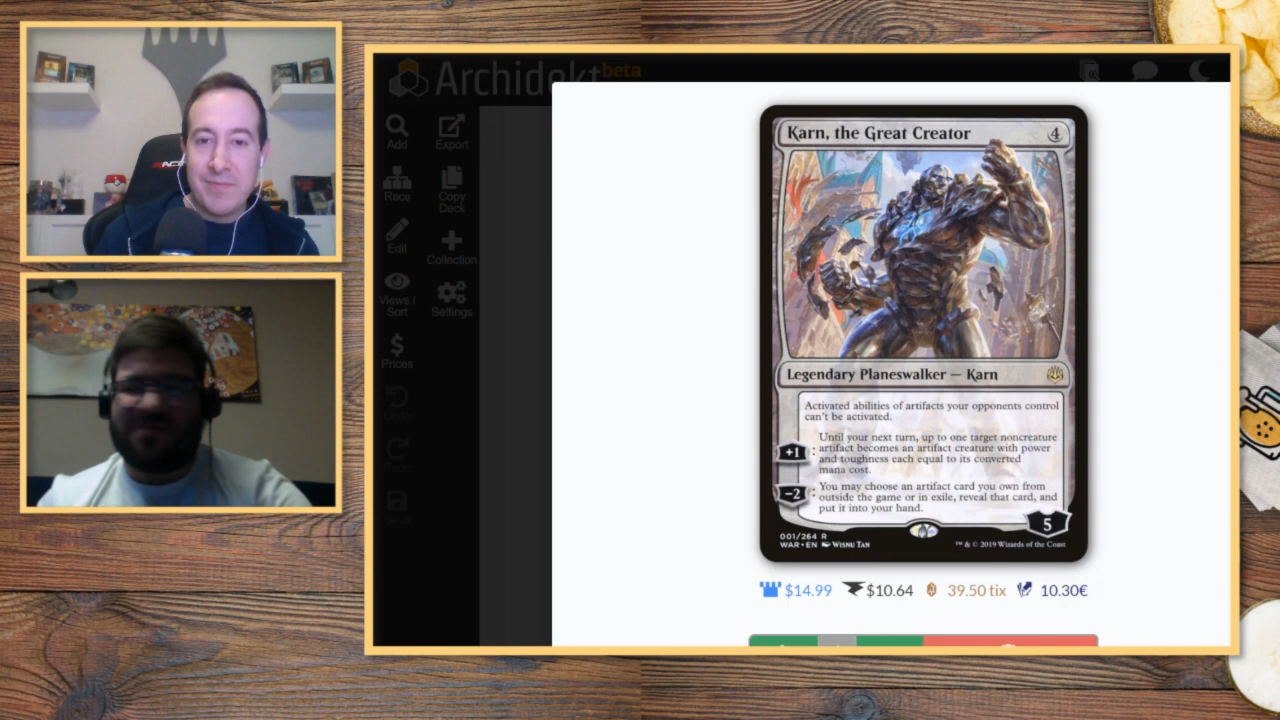 Archidekt beta
Add
Export
Recs
Copy
Deck
Edit
Collection
Views /
Sort
Settings
Prices
Undo
Redo
Save
Karn, the Great Creator 4
Legendary Planeswalker — Karn
Activated abilities of artifacts your opponents control
can't be activated.
+1: Until your next turn, up to one target noncreature
artifact becomes an artifact creature with power
and toughness each equal to its converted
mana cost.
−2: You may choose an artifact card you own from
outside the game or in exile, reveal that card, and
put it into your hand.
5
001/264 R
WAR • EN Wisnu Tan
™ & © 2019 Wizards of the Coast
$14.99 $10.64 39.50 tix 10.30€